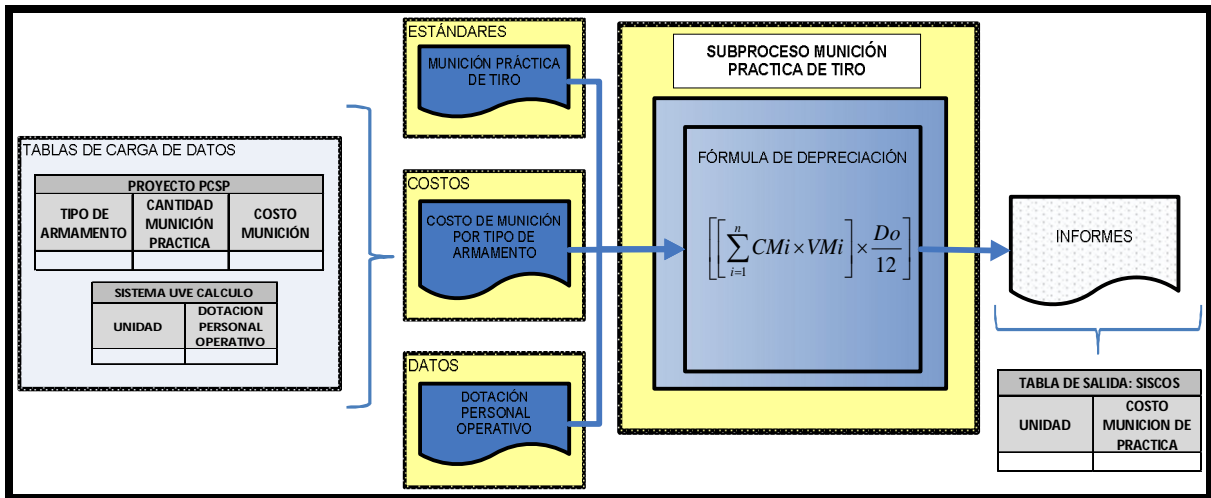 TABLAS DE CARGA DE DATOS
PROYECTO PCSP
TIPO DE
ARMAMENTO
CANTIDAD
MUNICIÓN
PRACTICA
COSTO
MUNICIÓN
SISTEMA UVE CALCULO
UNIDAD
DOTACION
PERSONAL
OPERATIVO
ESTÁNDARES
MUNICIÓN PRÁCTICA
DE TIRO
COSTOS
COSTO DE MUNICIÓN
POR TIPO DE
ARMAMENTO
DATOS
DOTACIÓN
PERSONAL
OPERATIVO
SUBPROCESO MUNICIÓN
PRACTICA DE TIRO
FÓRMULA DE DEPRECIACIÓN
[[∑_{i=1}^{n} CMi × VMi] × Do/12]
INFORMES
TABLA DE SALIDA: SISCOS
UNIDAD
COSTO
MUNICION DE
PRACTICA